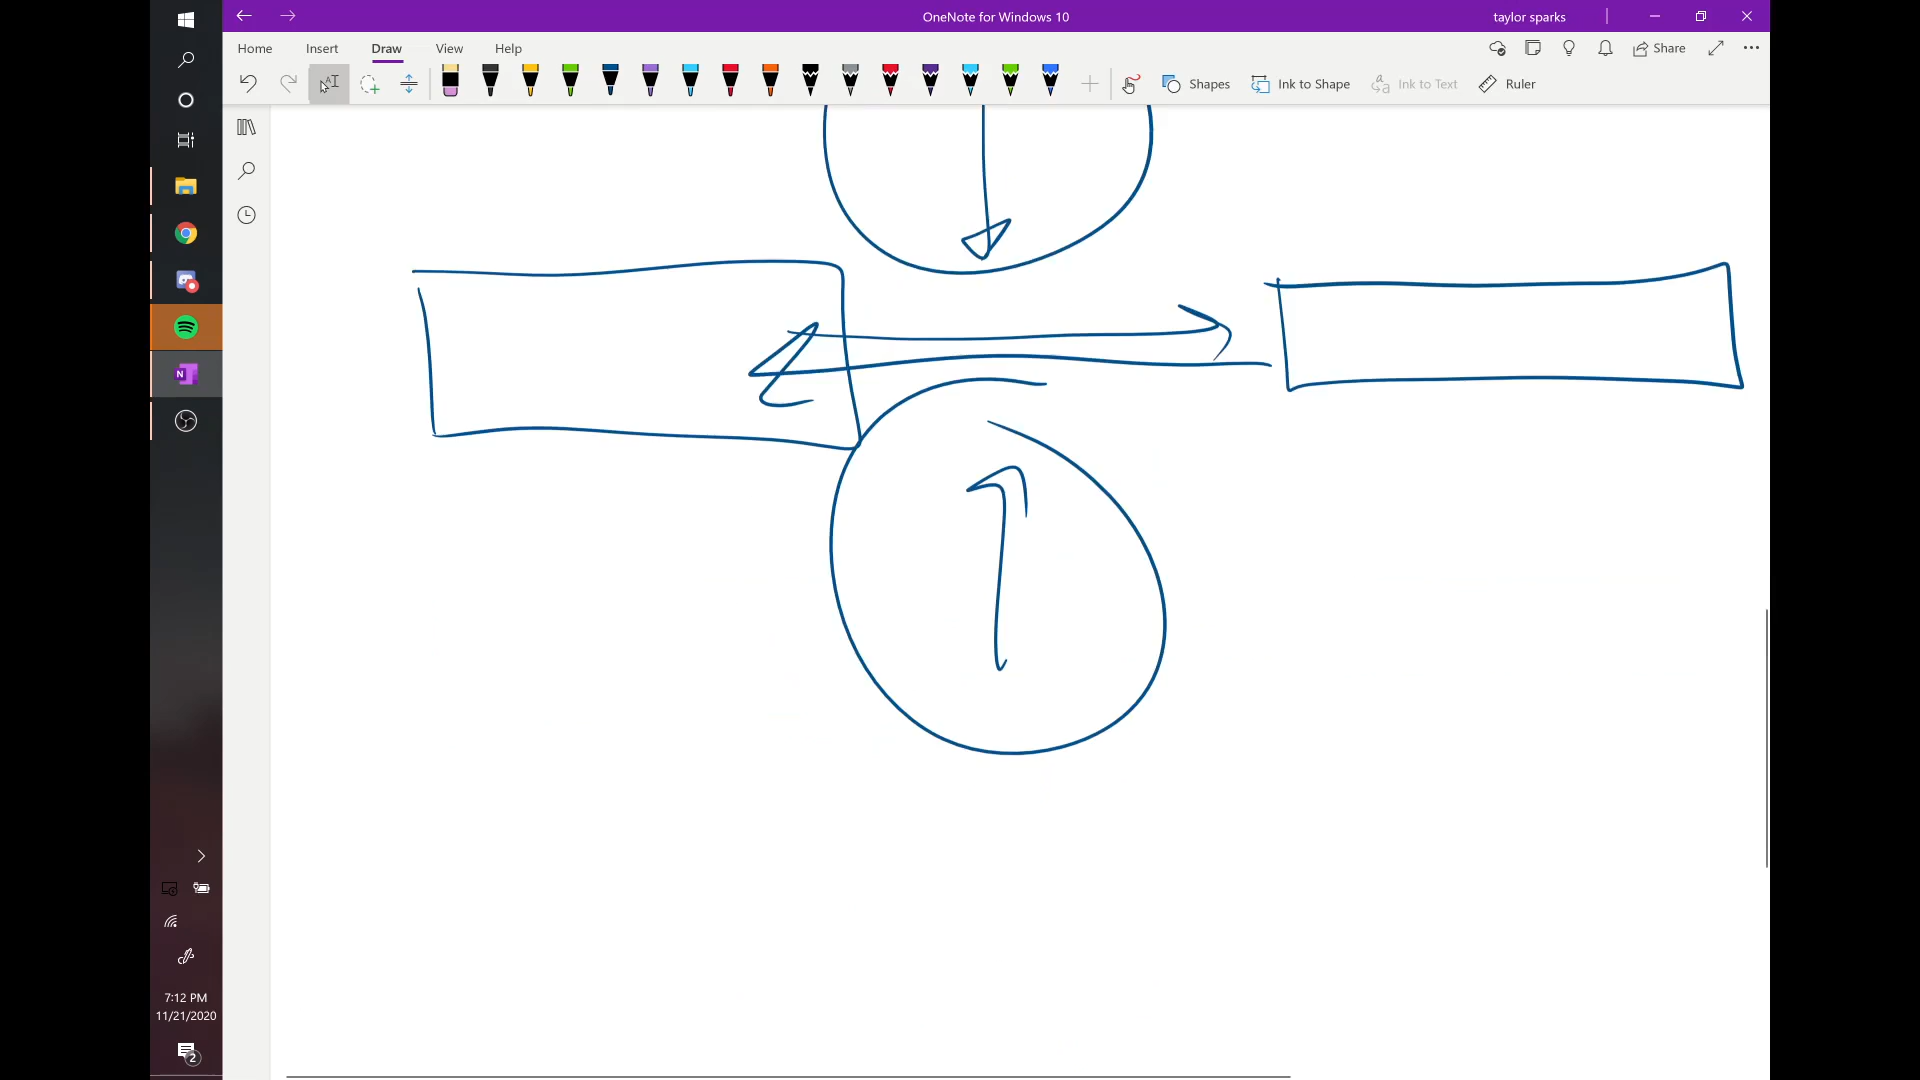 OneNote for Windows 10
taylor sparks
Home Insert Draw View Help
Share
Shapes Ink to Shape Ink to Text Ruler
N
7:12 PM
11/21/2020
2